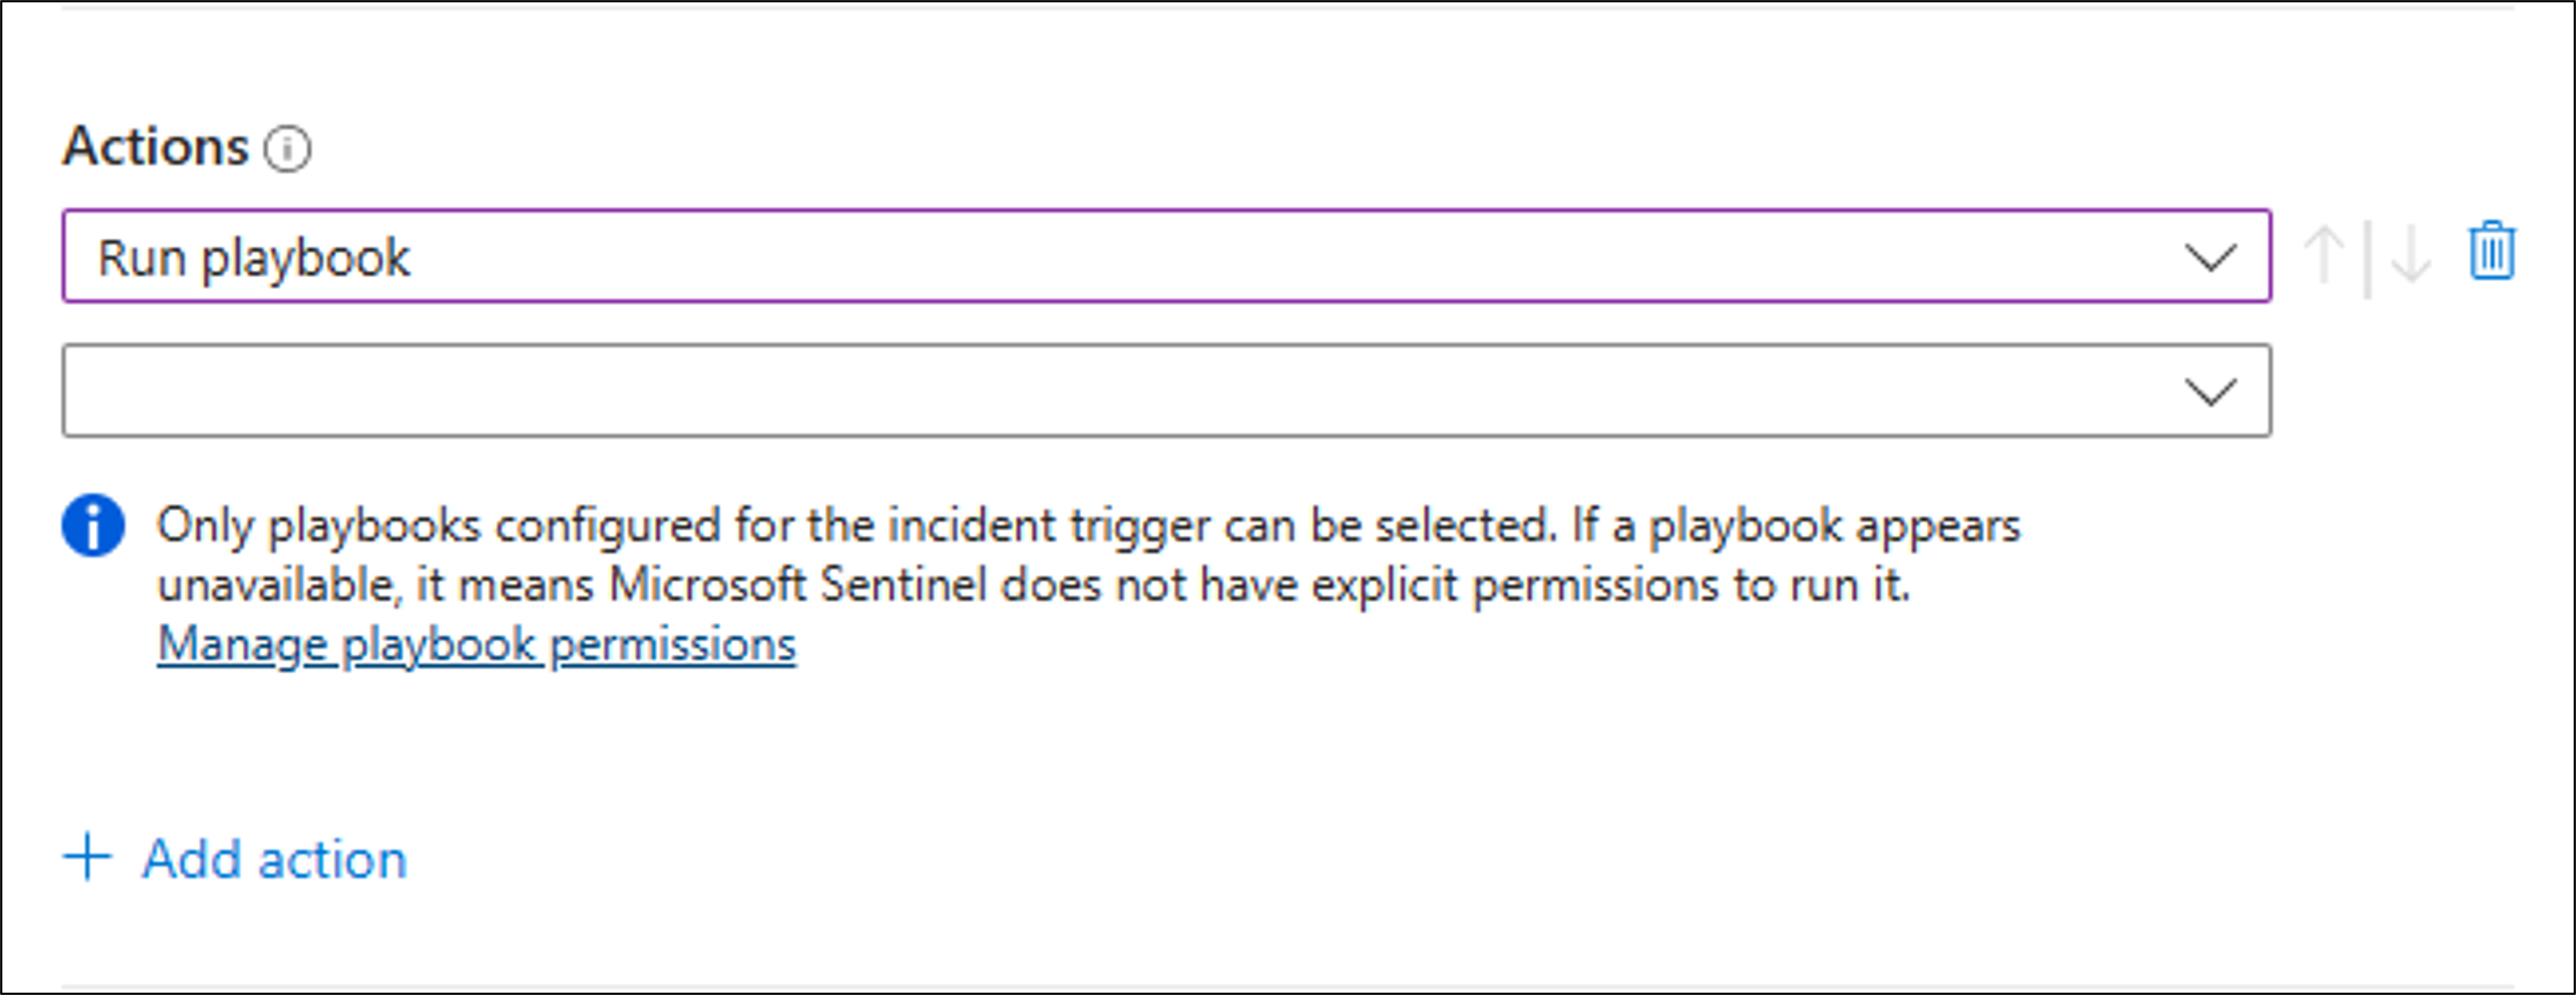 Actions
Run playbook
Only playbooks configured for the incident trigger can be selected. If a playbook appears
unavailable, it means Microsoft Sentinel does not have explicit permissions to run it.
Manage playbook permissions
+ Add action